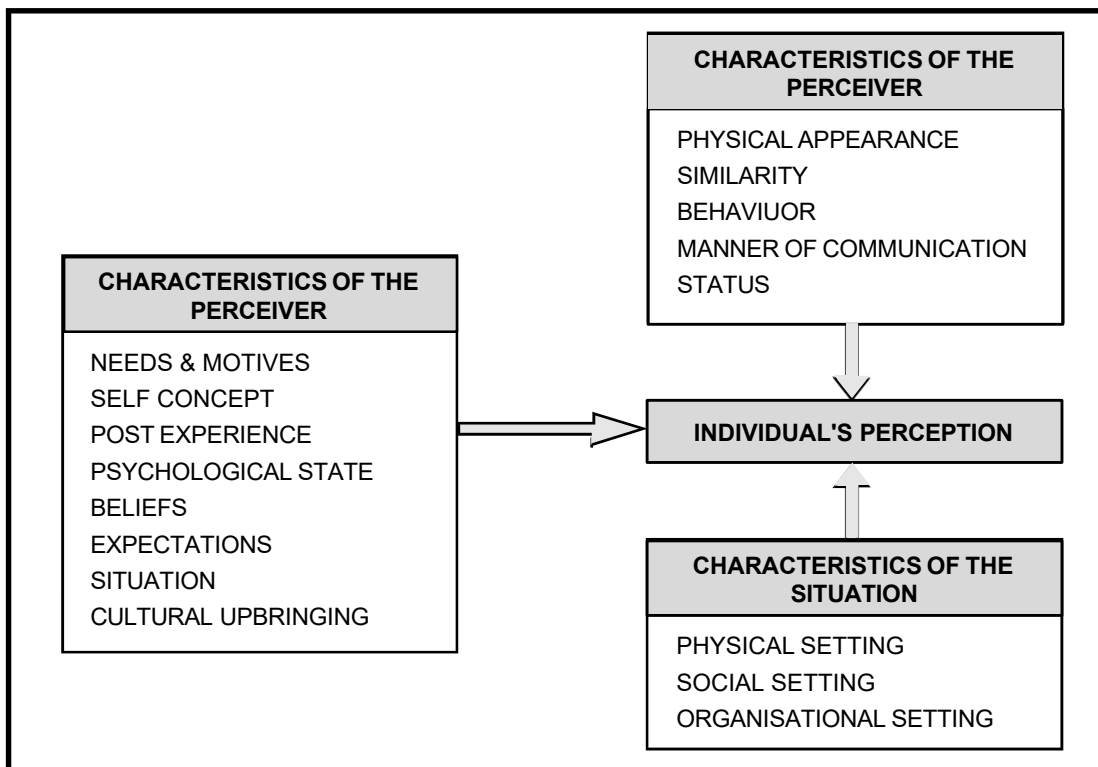 CHARACTERISTICS OF THE
PERCEIVER
PHYSICAL APPEARANCE
SIMILARITY
BEHAVIUOR
MANNER OF COMMUNICATION
STATUS
CHARACTERISTICS OF THE
PERCEIVER
NEEDS & MOTIVES
SELF CONCEPT
POST EXPERIENCE
PSYCHOLOGICAL STATE
BELIEFS
EXPECTATIONS
SITUATION
CULTURAL UPBRINGING
INDIVIDUAL'S PERCEPTION
CHARACTERISTICS OF THE
SITUATION
PHYSICAL SETTING
SOCIAL SETTING
ORGANISATIONAL SETTING